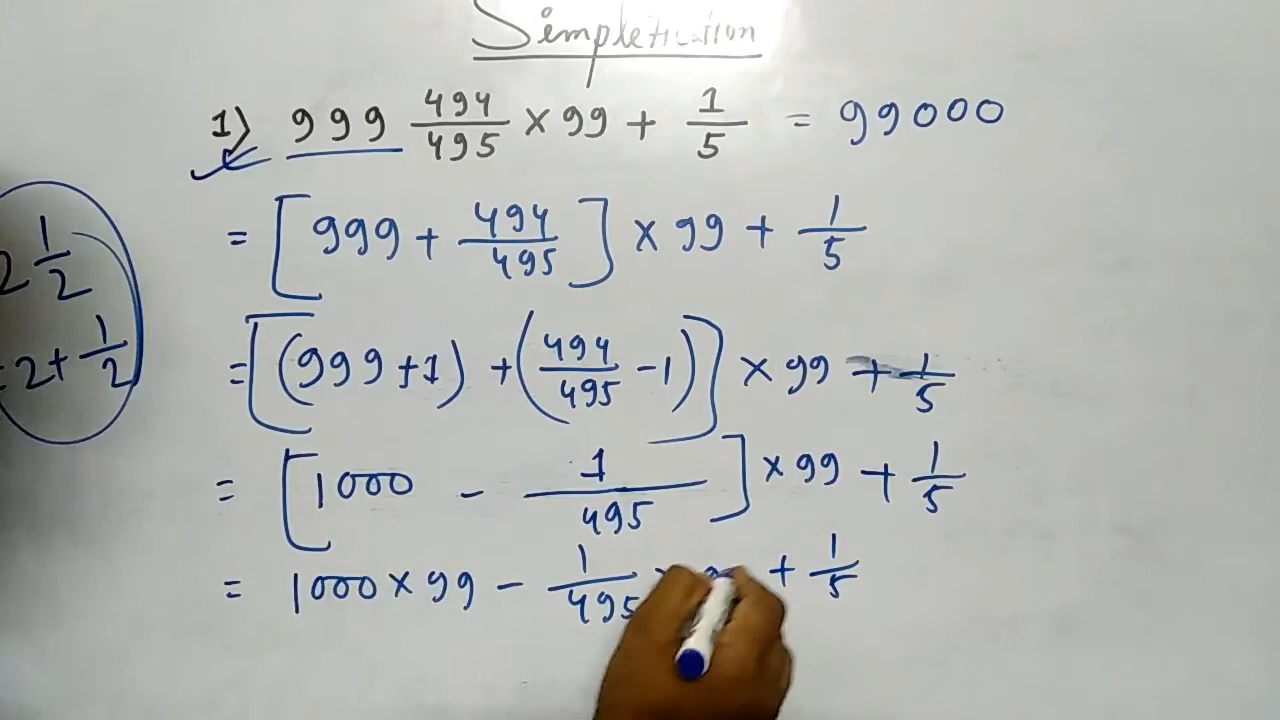 Simpletication
1) 999 494/495 × 99 + 1/5 = 99000
= [999 + 494/495] × 99 + 1/5
2 1/2
= [(999 + 1) + (494/495 - 1)] × 99 + 1/5
= 2 + 1/2
= [1000 - 1/495] × 99 + 1/5
= 1000 × 99 - 1/495 × + 1/5